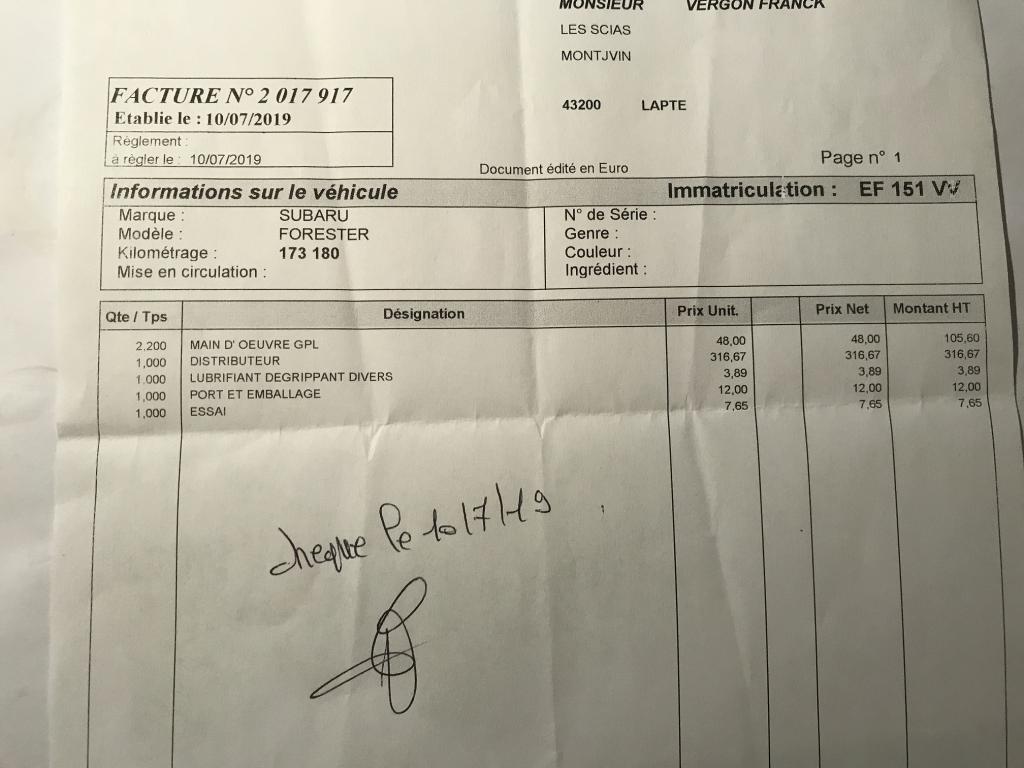 MONSIEUR VERGON FRANCK
LES SCIAS
MONTJVIN
43200 LAPTE
FACTURE N° 2 017 917
Etablie le : 10/07/2019
Règlement :
à régler le : 10/07/2019
Document édité en Euro
Page n° 1
Informations sur le véhicule
Immatriculation : EF 151 VV
Marque : SUBARU
Modèle : FORESTER
Kilométrage : 173 180
Mise en circulation :
N° de Série :
Genre :
Couleur :
Ingrédient :
Qte / Tps Désignation Prix Unit. Prix Net Montant HT
2,200 MAIN D' OEUVRE GPL 48,00 48,00 105,60
1,000 DISTRIBUTEUR 316,67 316,67 316,67
1,000 LUBRIFIANT DEGRIPPANT DIVERS 3,89 3,89 3,89
1,000 PORT ET EMBALLAGE 12,00 12,00 12,00
1,000 ESSAI 7,65 7,65 7,65
cheque le 10/7/19